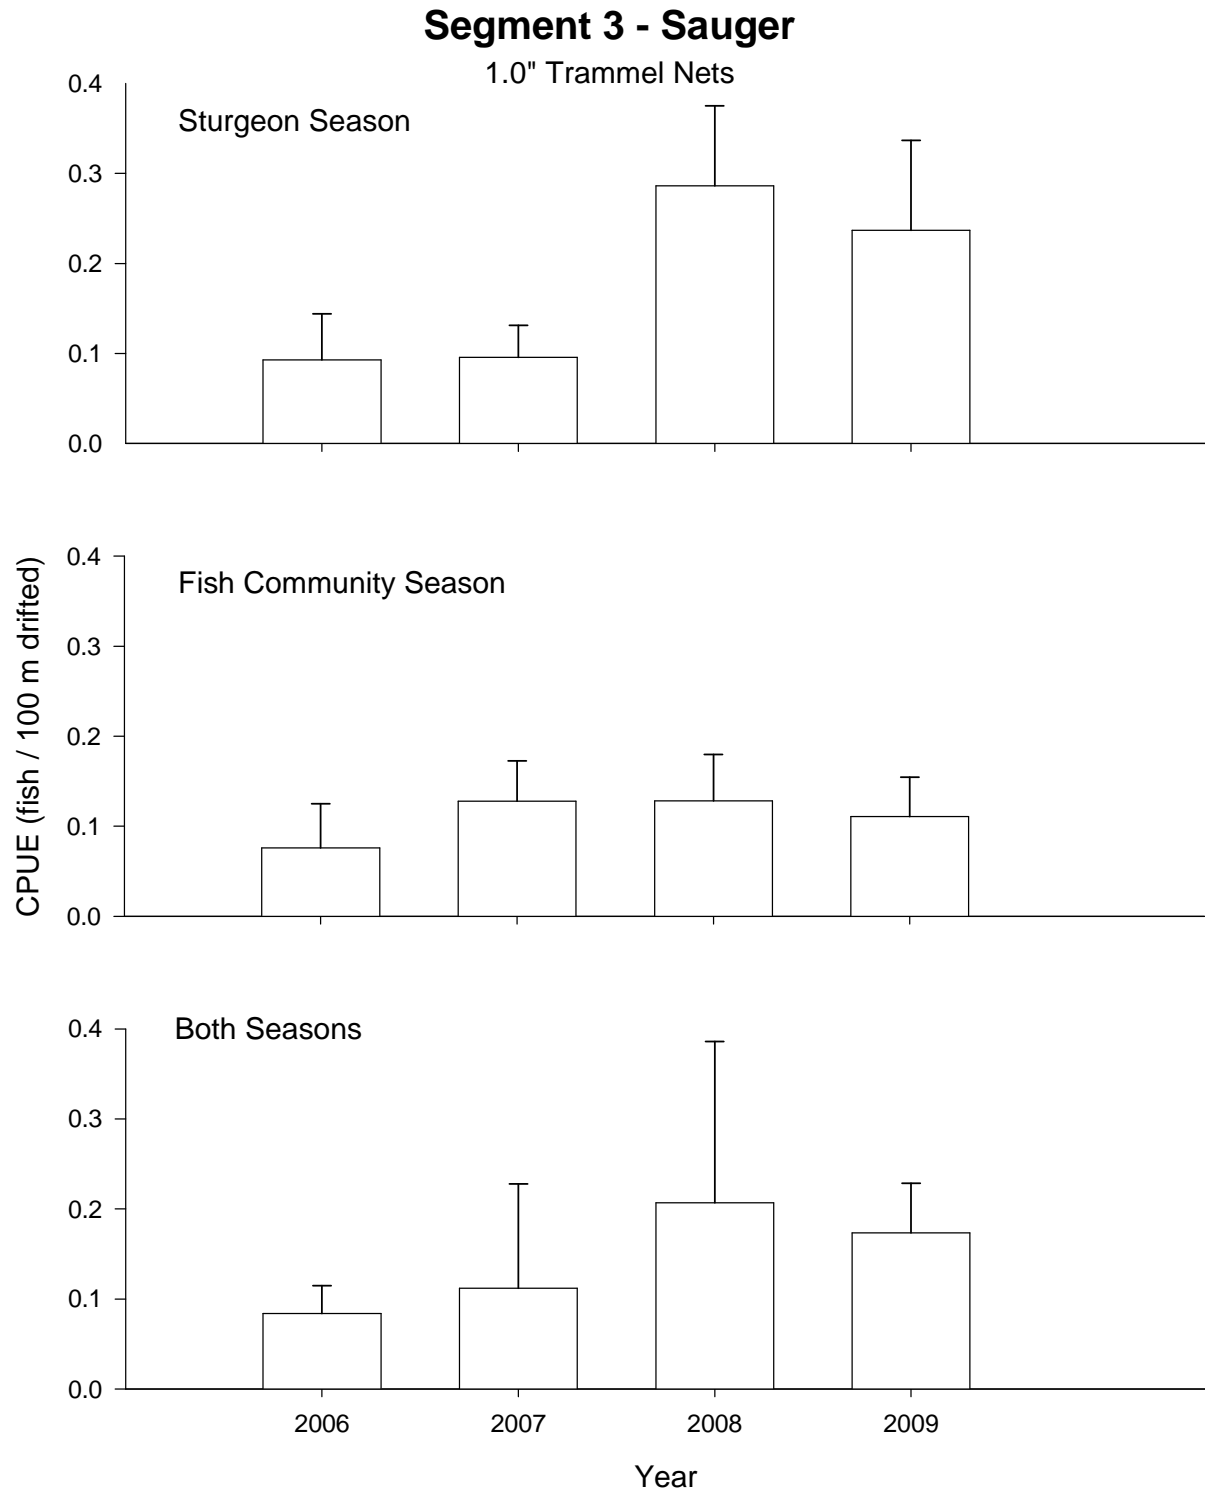 Segment 3 - Sauger
1.0" Trammel Nets
Sturgeon Season
0.4
0.3
0.2
0.1
0.0
Fish Community Season
0.4
0.3
0.2
0.1
0.0
CPUE (fish / 100 m drifted)
Both Seasons
0.4
0.3
0.2
0.1
0.0
2006 2007 2008 2009
Year